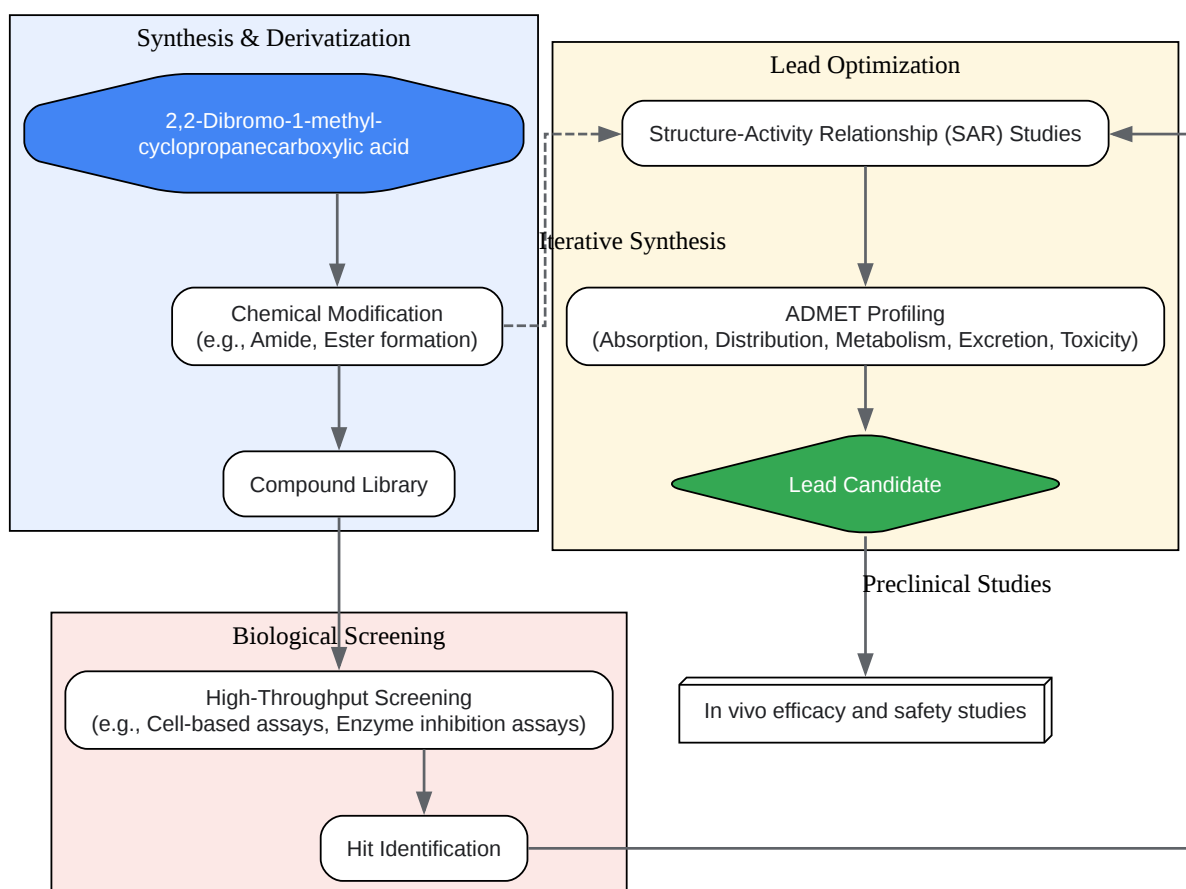 Synthesis & Derivatization
2,2-Dibromo-1-methyl-
cyclopropanecarboxylic acid
Chemical Modification
(e.g., Amide, Ester formation)
Compound Library
Lead Optimization
Structure-Activity Relationship (SAR) Studies
Iterative Synthesis
ADMET Profiling
(Absorption, Distribution, Metabolism, Excretion, Toxicity)
Lead Candidate
Preclinical Studies
In vivo efficacy and safety studies
Biological Screening
High-Throughput Screening
(e.g., Cell-based assays, Enzyme inhibition assays)
Hit Identification